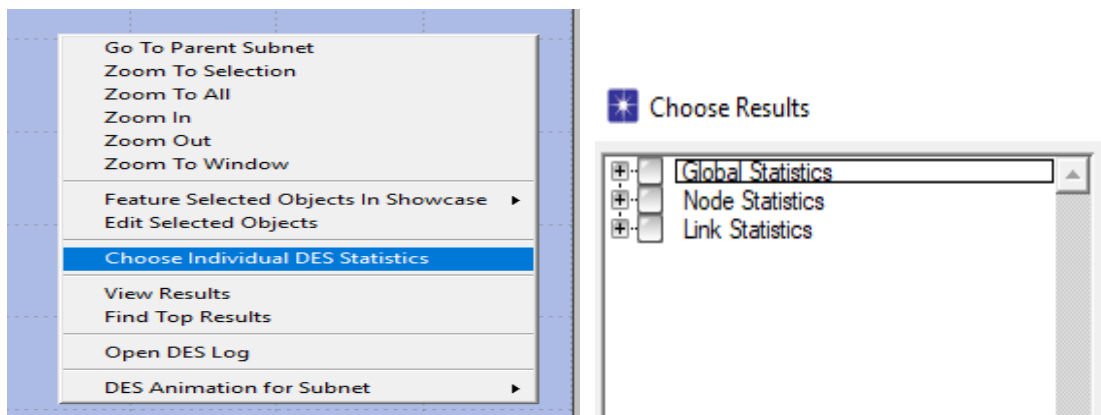 Go To Parent Subnet
Zoom To Selection
Zoom To All
Zoom In
Zoom Out
Zoom To Window
Feature Selected Objects In Showcase
Edit Selected Objects
Choose Individual DES Statistics
View Results
Find Top Results
Open DES Log
DES Animation for Subnet
Choose Results
Global Statistics
Node Statistics
Link Statistics